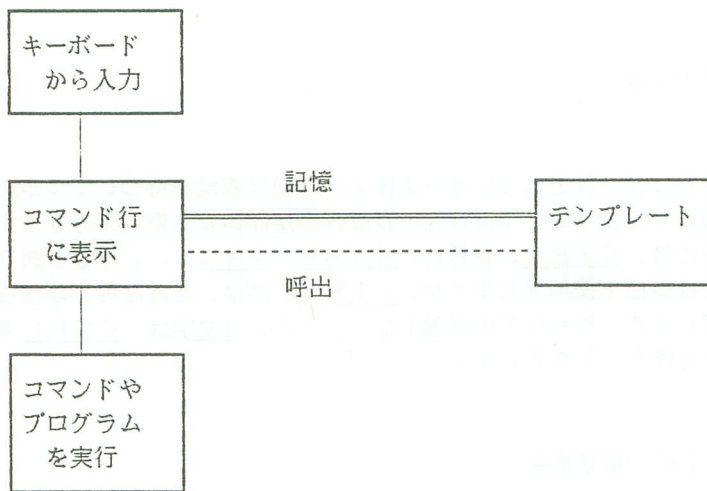 キーボード
から入力
記憶
コマンド行
に表示
テンプレート
呼出
コマンドや
プログラム
を実行